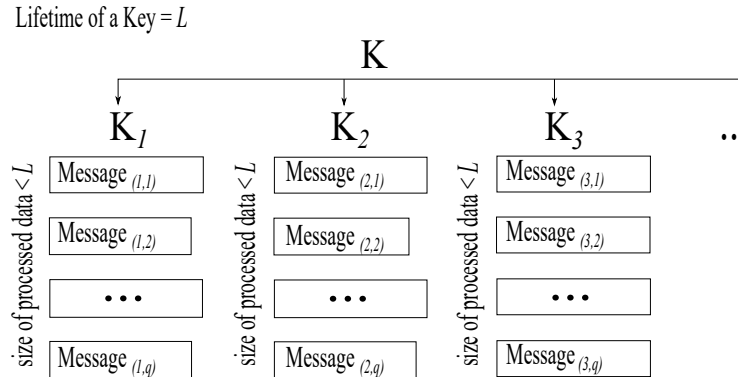 Lifetime of a Key = L
K
K1 K2 K3 ..
size of processed data < L
Message (1,1)
Message (1,2)
...
Message (1,q)
size of processed data < L
Message (2,1)
Message (2,2)
...
Message (2,q)
size of processed data < L
Message (3,1)
Message (3,2)
...
Message (3,q)